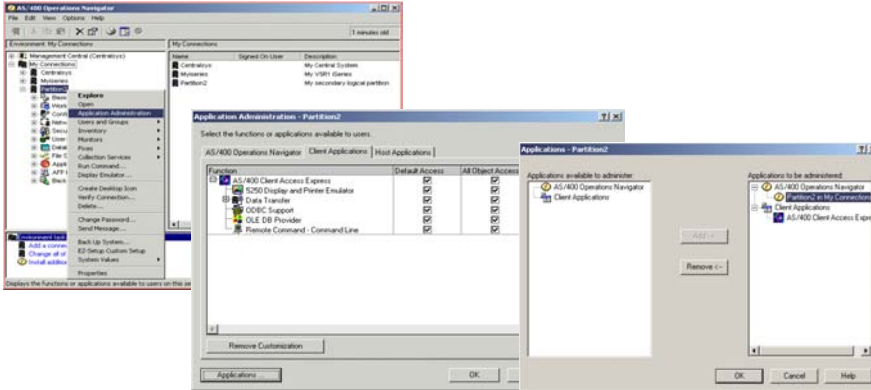 AS/400 Operations Navigator
File Edit View Options Help
1 minutes old
Environment: My Connections
My Connections
Name Signed On User Description
Centralsys My Central System
Myiseries My V5R1 iSeries
Partition2 My secondary logical partition
Management Central (Centralsys)
My Connections
Centralsys
Myiseries
Partition2
Explore
Open
Application Administration
Users and Groups
Inventory
Monitors
Fixes
Collection Services
Run Command...
Display Emulator...
Create Desktop Icon
Verify Connection...
Delete...
Change Password...
Send Message...
Back Up System...
EZ-Setup Custom Setup
System Values
Properties
Add a connec
Change all of
Install addition
Displays the functions or applications available to users on this se
Application Administration - Partition2
Select the functions or applications available to users.
AS/400 Operations Navigator Client Applications Host Applications
Function Default Access All Object Access
AS/400 Client Access Express
5250 Display and Printer Emulator
Data Transfer
ODBC Support
OLE DB Provider
Remote Command - Command Line
Remove Customization
Applications ...
OK
Applications - Partition2
Applications available to administer:
AS/400 Operations Navigator
Client Applications
Add ->
Remove <-
Applications to be administered:
AS/400 Operations Navigator
Partition2 in My Connections
Client Applications
AS/400 Client Access Expre
OK Cancel Help